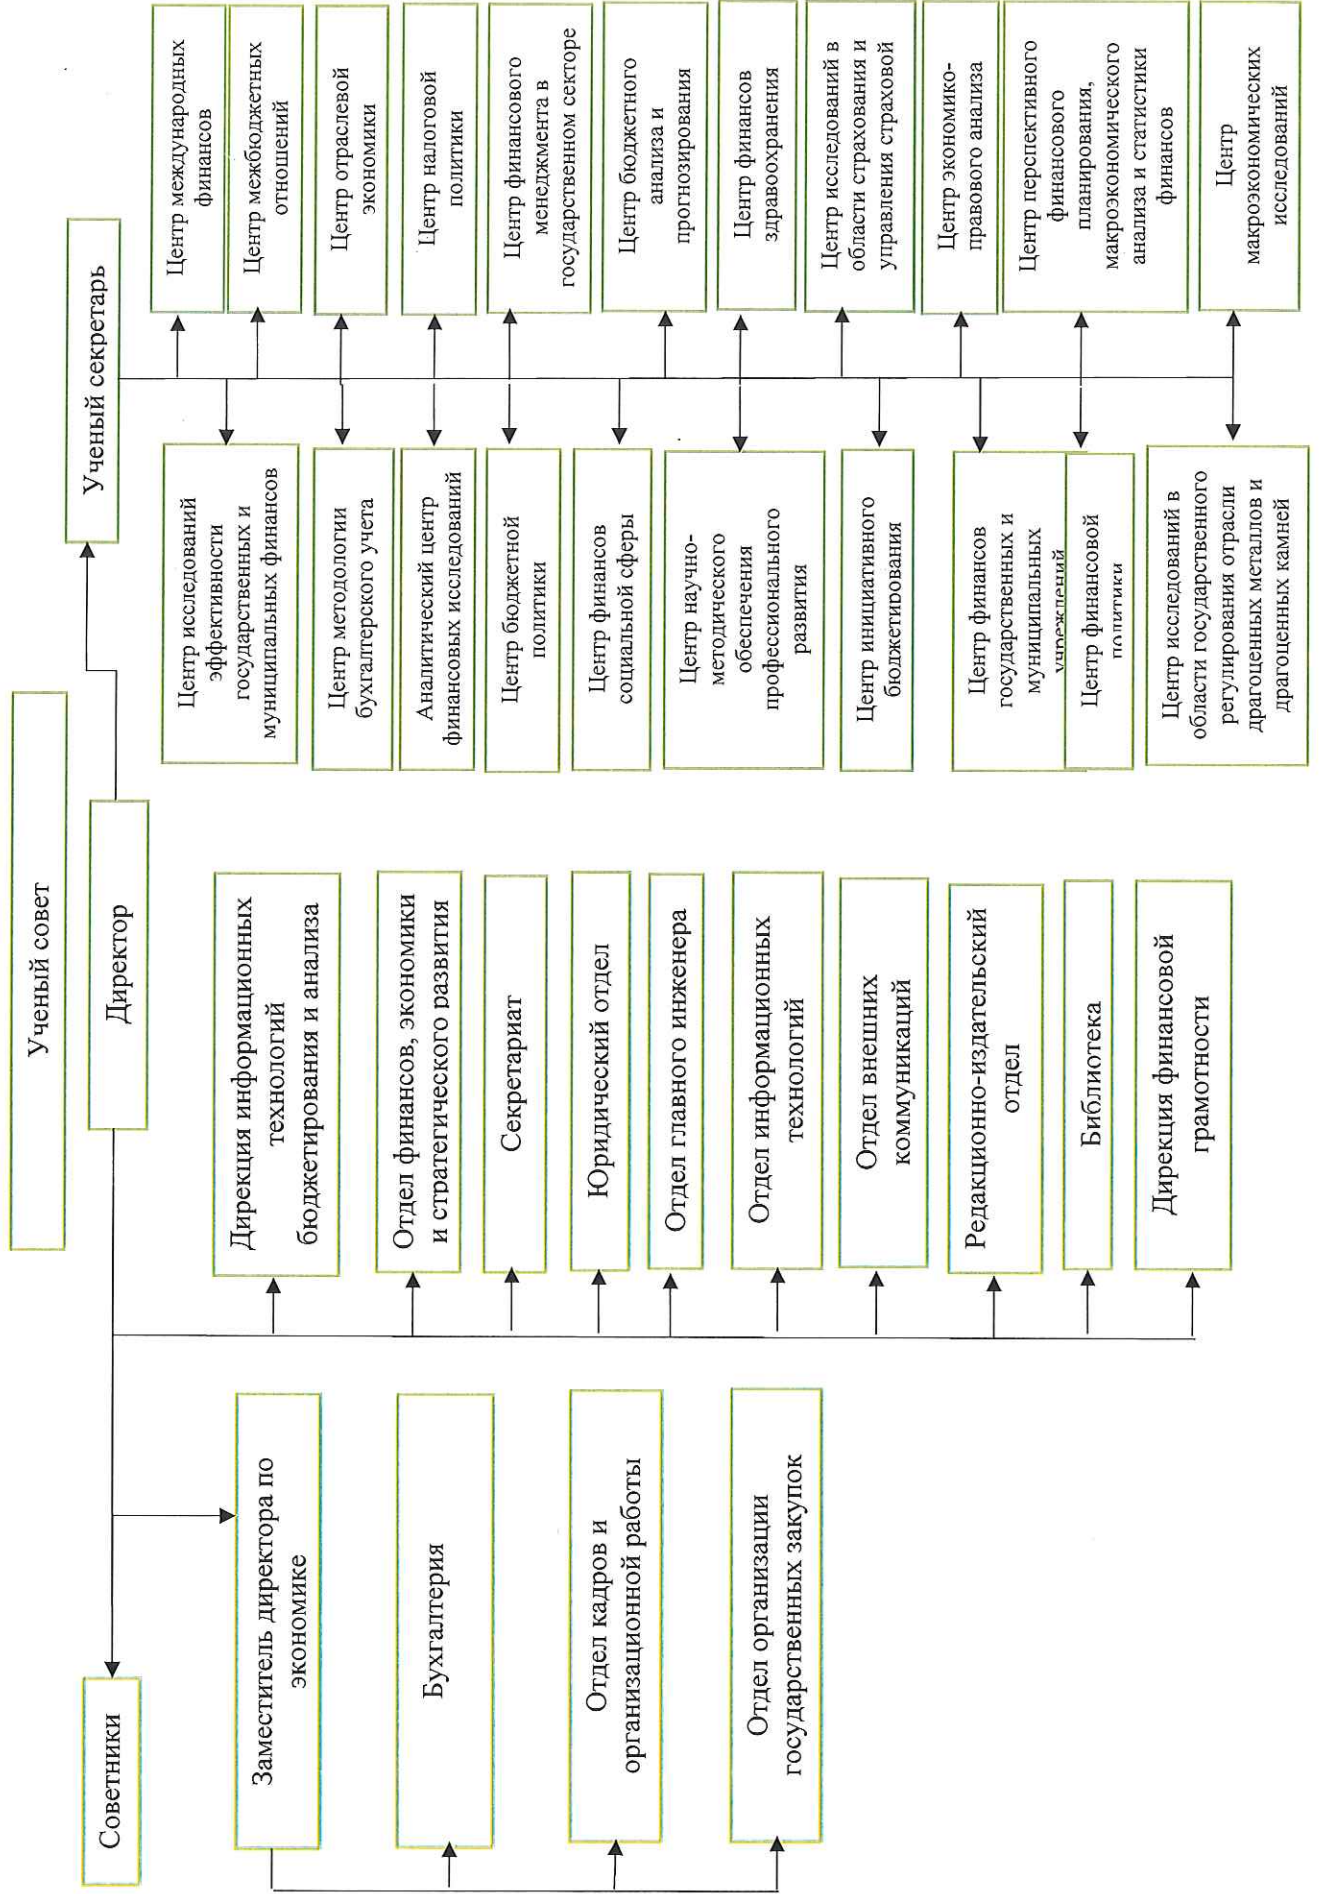 Ученый совет
Директор
Ученый секретарь
Советники
Заместитель директора по
экономике
Бухгалтерия
Отдел кадров и
организационной работы
Отдел организации
государственных закупок
Дирекция информационных
технологий
бюджетирования и анализа
Отдел финансов, экономики
и стратегического развития
Секретариат
Юридический отдел
Отдел главного инженера
Отдел информационных
технологий
Отдел внешних
коммуникаций
Редакционно-издательский
отдел
Библиотека
Дирекция финансовой
грамотности
Центр исследований
эффективности
государственных и
муниципальных финансов
Центр методологии
бухгалтерского учета
Аналитический центр
финансовых исследований
Центр бюджетной
политики
Центр финансов
социальной сферы
Центр научно-
методического
обеспечения
профессионального
развития
Центр инициативного
бюджетирования
Центр финансов
государственных и
муниципальных
учреждений
Центр финансовой
политики
Центр исследований в
области государственного
регулирования отрасли
драгоценных металлов и
драгоценных камней
Центр международных
финансов
Центр межбюджетных
отношений
Центр отраслевой
экономики
Центр налоговой
политики
Центр финансового
менеджмента в
государственном секторе
Центр бюджетного
анализа и
прогнозирования
Центр финансов
здравоохранения
Центр исследований в
области страхования и
управления страховой
Центр экономико-
правового анализа
Центр перспективного
финансового
планирования,
макроэкономического
анализа и статистики
финансов
Центр
макроэкономических
исследований